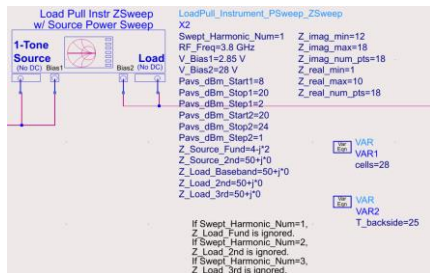 Load Pull Instr ZSweep
w/ Source Power Sweep
1-Tone
Source
(No DC) Bias1
Bias2 (No DC)
Load
LoadPull_Instrument_PSweep_ZSweep
X2
Swept_Harmonic_Num=1
RF_Freq=3.8 GHz
V_Bias1=2.85 V
V_Bias2=28 V
Pavs_dBm_Start1=8
Pavs_dBm_Stop1=20
Pavs_dBm_Step1=2
Pavs_dBm_Start2=20
Pavs_dBm_Stop2=24
Pavs_dBm_Step2=1
Z_Source_Fund=4-j*2
Z_Source_2nd=50+j*0
Z_Load_Baseband=50+j*0
Z_Load_2nd=50+j*0
Z_Load_3rd=50+j*0
Z_imag_min=12
Z_imag_max=18
Z_imag_num_pts=18
Z_real_min=1
Z_real_max=10
Z_real_num_pts=18
If Swept_Harmonic_Num=1,
Z_Load_Fund is ignored.
If Swept_Harmonic_Num=2,
Z_Load_2nd is ignored.
If Swept_Harmonic_Num=3,
Z_Load_3rd is ignored.
Var
Eqn
VAR
VAR1
cells=28
Var
Eqn
VAR
VAR2
T_backside=25